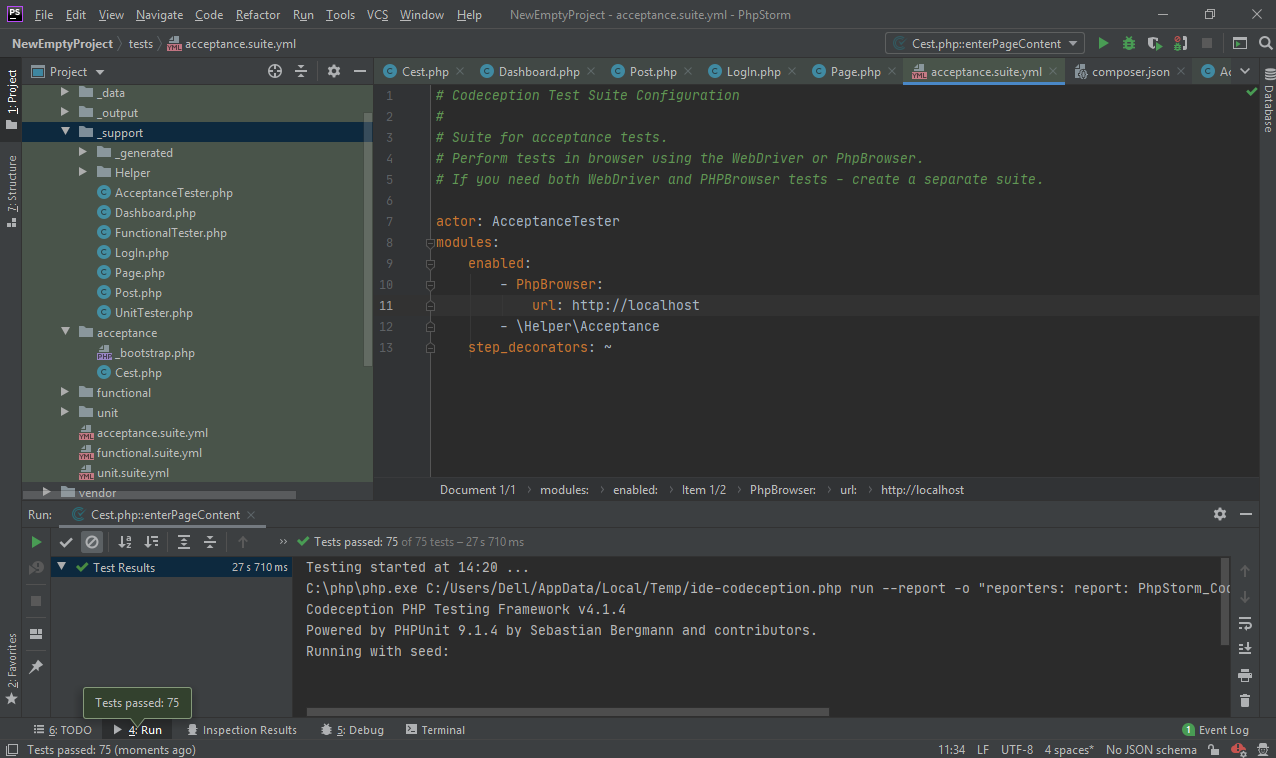 PS File Edit View Navigate Code Refactor Run Tools VCS Window Help NewEmptyProject - acceptance.suite.yml - PhpStorm
NewEmptyProject tests acceptance.suite.yml Cest.php::enterPageContent
1: Project
7: Structure
2: Favorites
Database
Project
_data
_output
_support
_generated
Helper
AcceptanceTester.php
Dashboard.php
FunctionalTester.php
LogIn.php
Page.php
Post.php
UnitTester.php
acceptance
_bootstrap.php
Cest.php
functional
unit
acceptance.suite.yml
functional.suite.yml
unit.suite.yml
vendor
Cest.php Dashboard.php Post.php LogIn.php Page.php acceptance.suite.yml composer.json Ac
1 # Codeception Test Suite Configuration
2 #
3 # Suite for acceptance tests.
4 # Perform tests in browser using the WebDriver or PhpBrowser.
5 # If you need both WebDriver and PHPBrowser tests - create a separate suite.
6
7 actor: AcceptanceTester
8 modules:
9 enabled:
10 - PhpBrowser:
11 url: http://localhost
12 - \Helper\Acceptance
13 step_decorators: ~
Document 1/1 modules: enabled: Item 1/2 PhpBrowser: url: http://localhost
Run: Cest.php::enterPageContent
Tests passed: 75 of 75 tests – 27 s 710 ms
Test Results 27 s 710 ms
Testing started at 14:20 ...
C:\php\php.exe C:/Users/Dell/AppData/Local/Temp/ide-codeception.php run --report -o "reporters: report: PhpStorm_Cod
Codeception PHP Testing Framework v4.1.4
Powered by PHPUnit 9.1.4 by Sebastian Bergmann and contributors.
Running with seed:
Tests passed: 75
6: TODO 4: Run Inspection Results 5: Debug Terminal 1 Event Log
Tests passed: 75 (moments ago) 11:34 LF UTF-8 4 spaces* No JSON schema